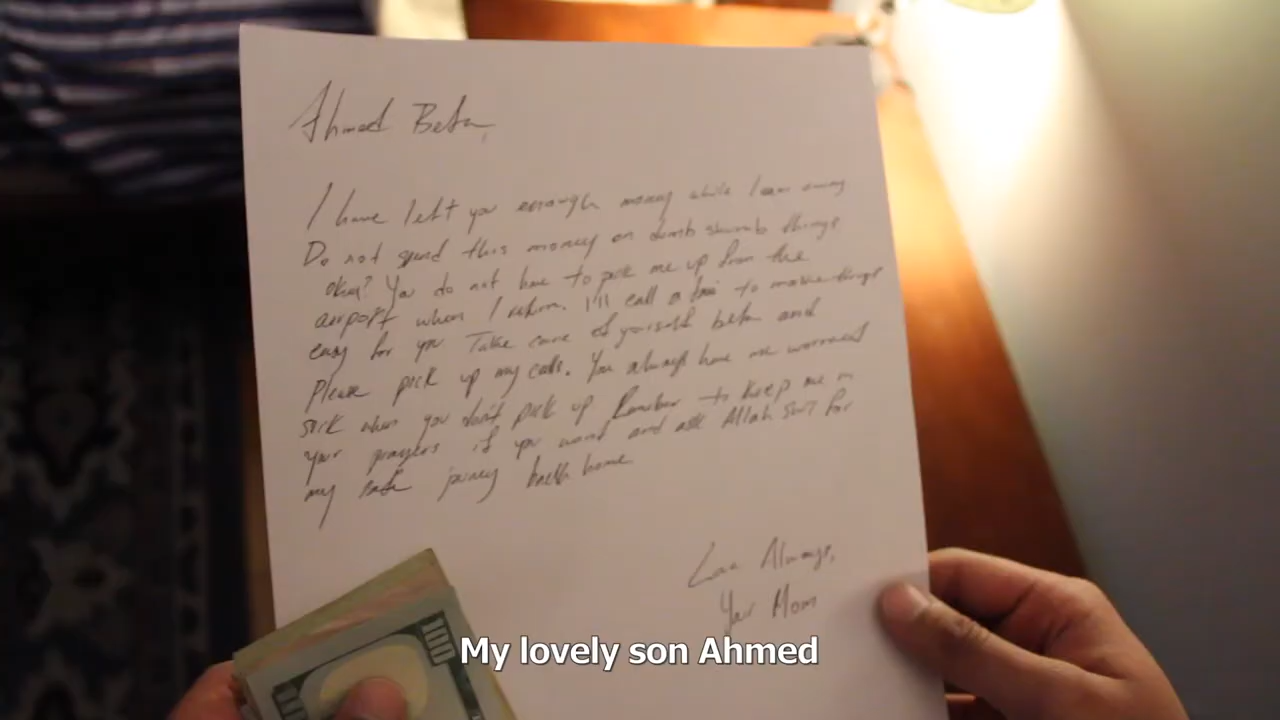 Ahmed Beta,
I have left you enough money while I am away
Do not spend this money on dumb shumb things
okay? You do not have to pick me up from the
airport when I return. I'll call a taxi to make things
easy for you Take care of yourself beta and
Please pick up my calls. You always have me worried
sick when you don't pick up Remember to keep me in
your prayers if you want and ask Allah SWT for
my safe journey back home
Love Always,
Your Mom
100
My lovely son Ahmed